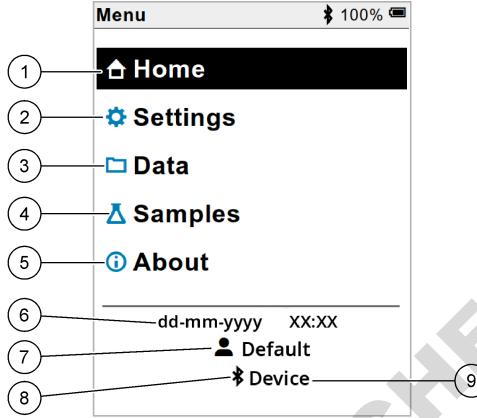 Menu 100%
1 Home
2 Settings
3 Data
4 Samples
5 About
6 dd-mm-yyyy XX:XX
7 Default
8 Device 9